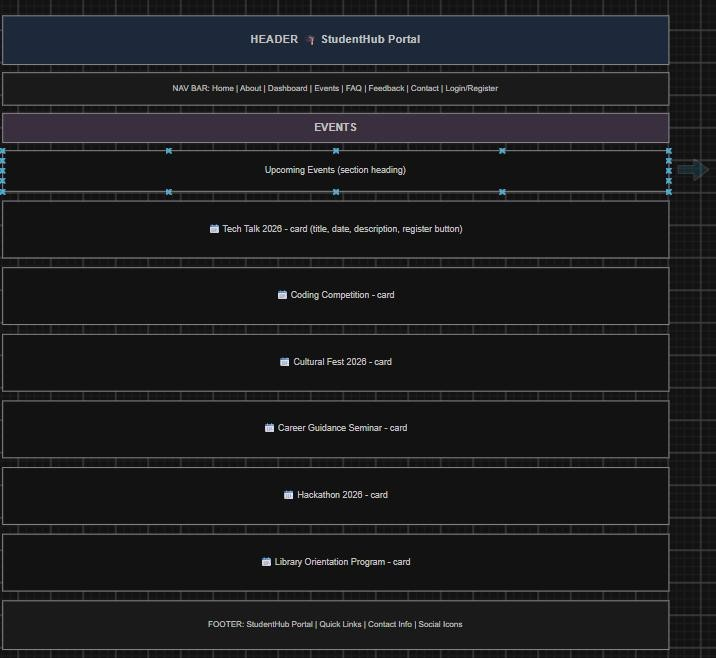 HEADER StudentHub Portal
NAV BAR: Home | About | Dashboard | Events | FAQ | Feedback | Contact | Login/Register
EVENTS
Upcoming Events (section heading)
Tech Talk 2026 - card (title, date, description, register button)
Coding Competition - card
Cultural Fest 2026 - card
Career Guidance Seminar - card
Hackathon 2026 - card
Library Orientation Program - card
FOOTER: StudentHub Portal | Quick Links | Contact Info | Social Icons